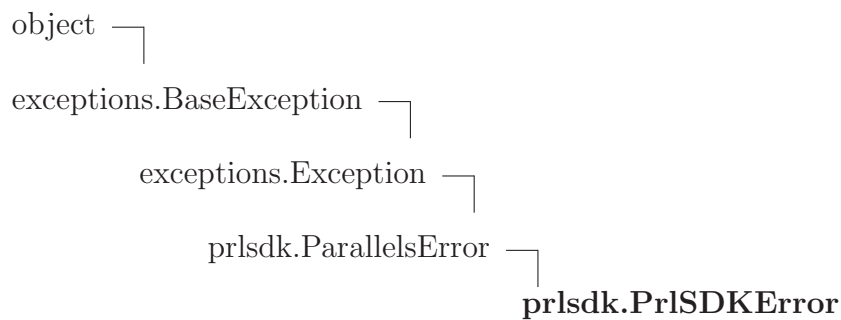 object
exceptions.BaseException
exceptions.Exception
prlsdk.ParallelsError
prlsdk.PrlSDKError